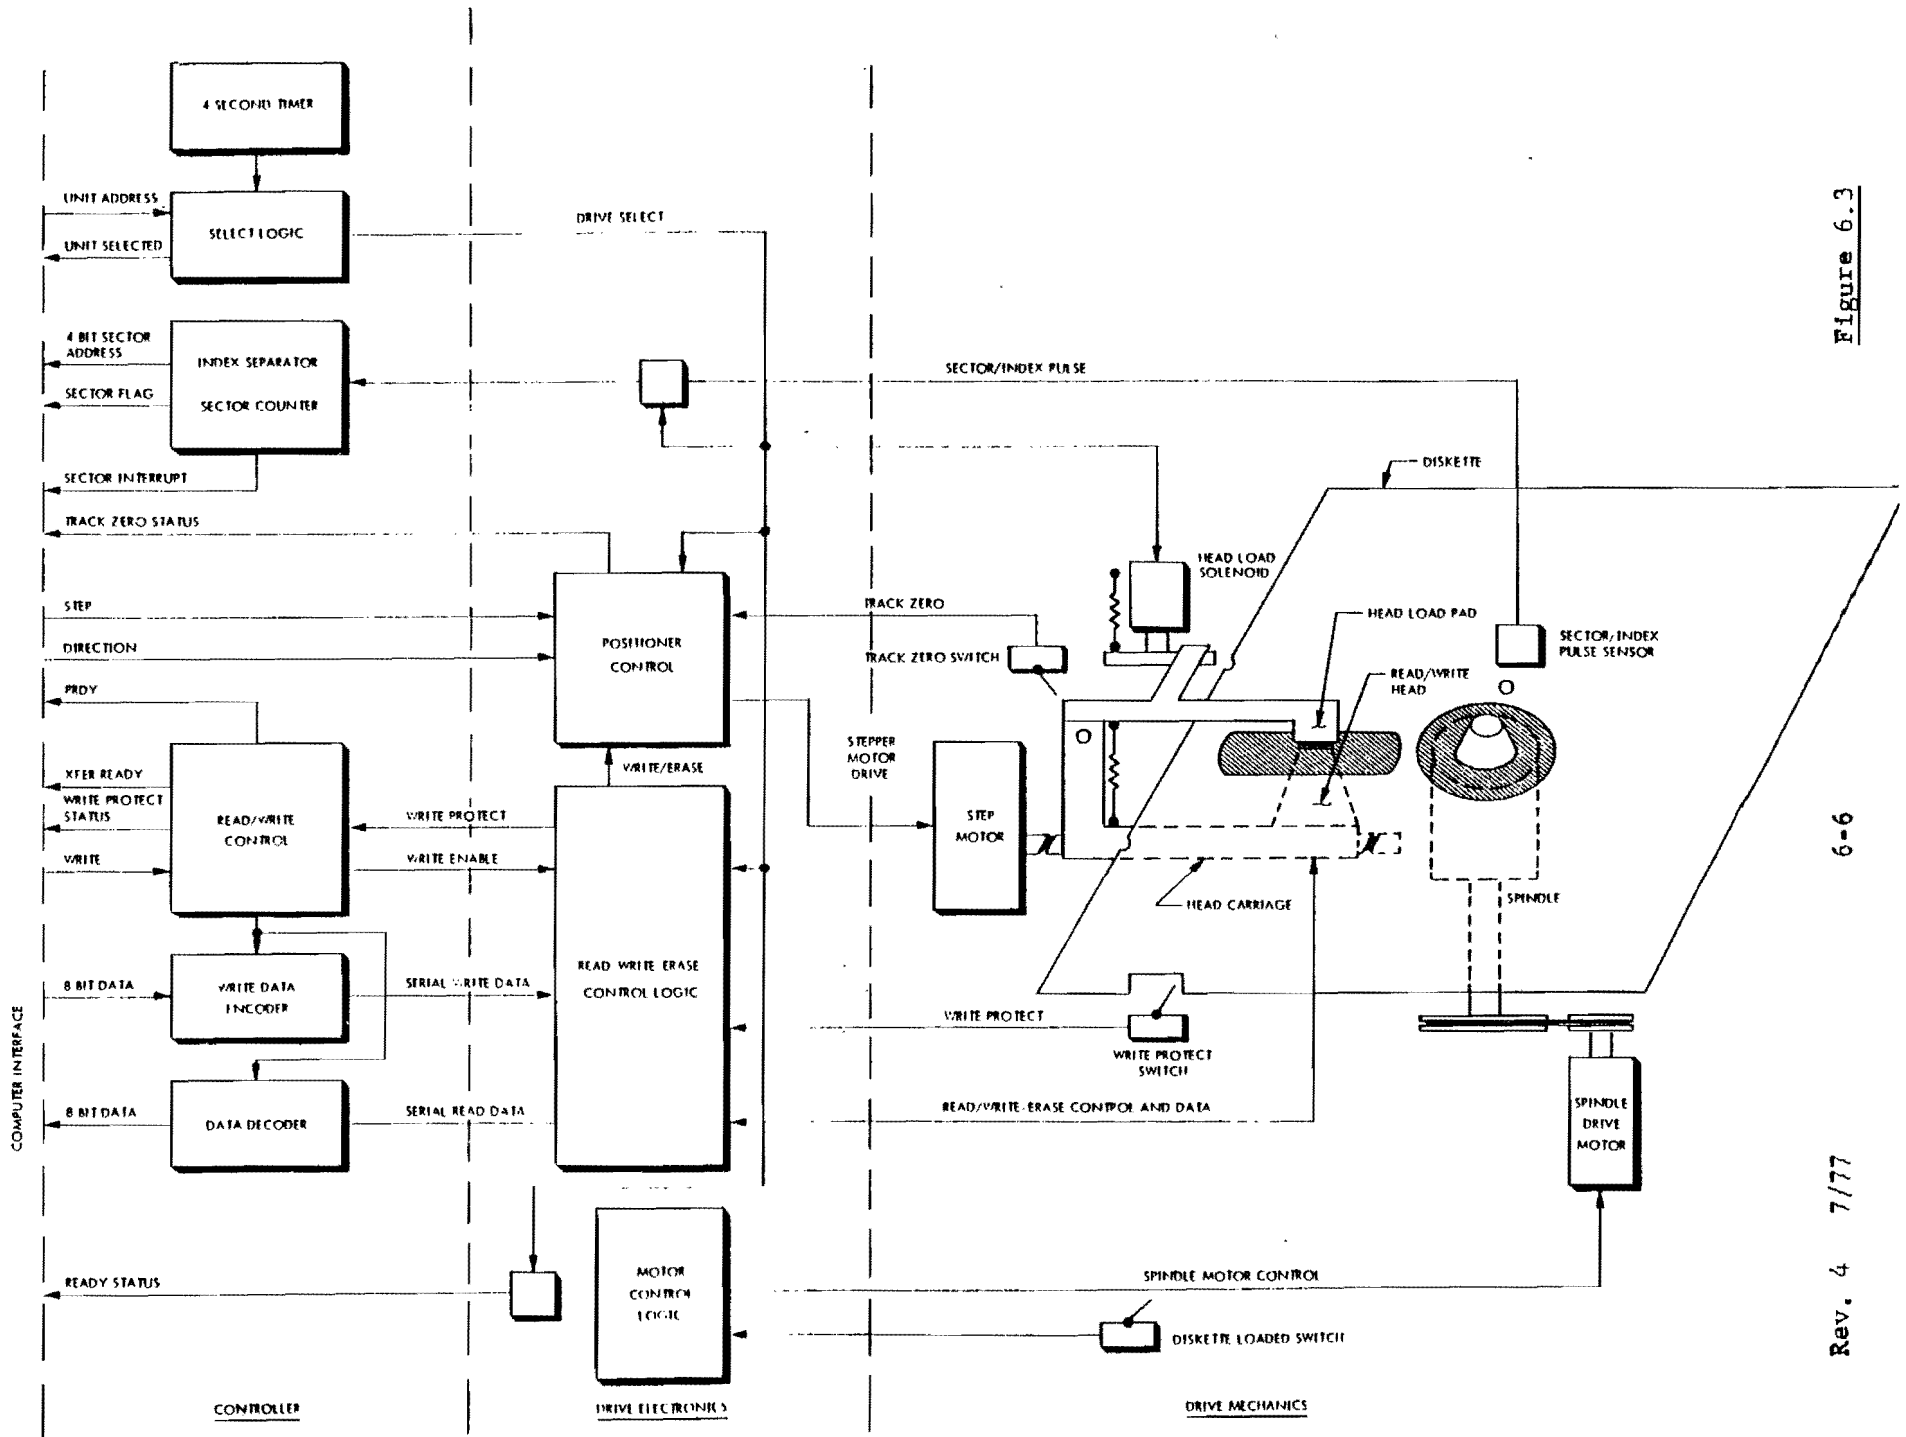 4 SECOND TIMER
UNIT ADDRESS
UNIT SELECTED
SELECT LOGIC
DRIVE SELECT
4 BIT SECTOR
ADDRESS
SECTOR FLAG
INDEX SEPARATOR
SECTOR COUNTER
SECTOR INTERRUPT
SECTOR/INDEX PULSE
DISKETTE
TRACK ZERO STATUS
STEP
DIRECTION
POSITIONER
CONTROL
TRACK ZERO
TRACK ZERO SWITCH
HEAD LOAD
SOLENOID
HEAD LOAD PAD
READ/WRITE
HEAD
SECTOR/INDEX
PULSE SENSOR
PRDY
XFER READY
WRITE PROTECT
STATUS
WRITE
READ/WRITE
CONTROL
WRITE/ERASE
WRITE PROTECT
WRITE ENABLE
STEPPER
MOTOR
DRIVE
STEP
MOTOR
HEAD CARRIAGE
SPINDLE
8 BIT DATA
WRITE DATA
ENCODER
SERIAL WRITE DATA
READ WRITE ERASE
CONTROL LOGIC
WRITE PROTECT
WRITE PROTECT
SWITCH
8 BIT DATA
DATA DECODER
SERIAL READ DATA
READ/WRITE-ERASE CONTROL AND DATA
SPINDLE
DRIVE
MOTOR
READY STATUS
MOTOR
CONTROL
LOGIC
SPINDLE MOTOR CONTROL
DISKETTE LOADED SWITCH
COMPUTER INTERFACE
CONTROLLER
DRIVE ELECTRONICS
DRIVE MECHANICS
Figure 6.3
6-6
Rev. 4 7/77